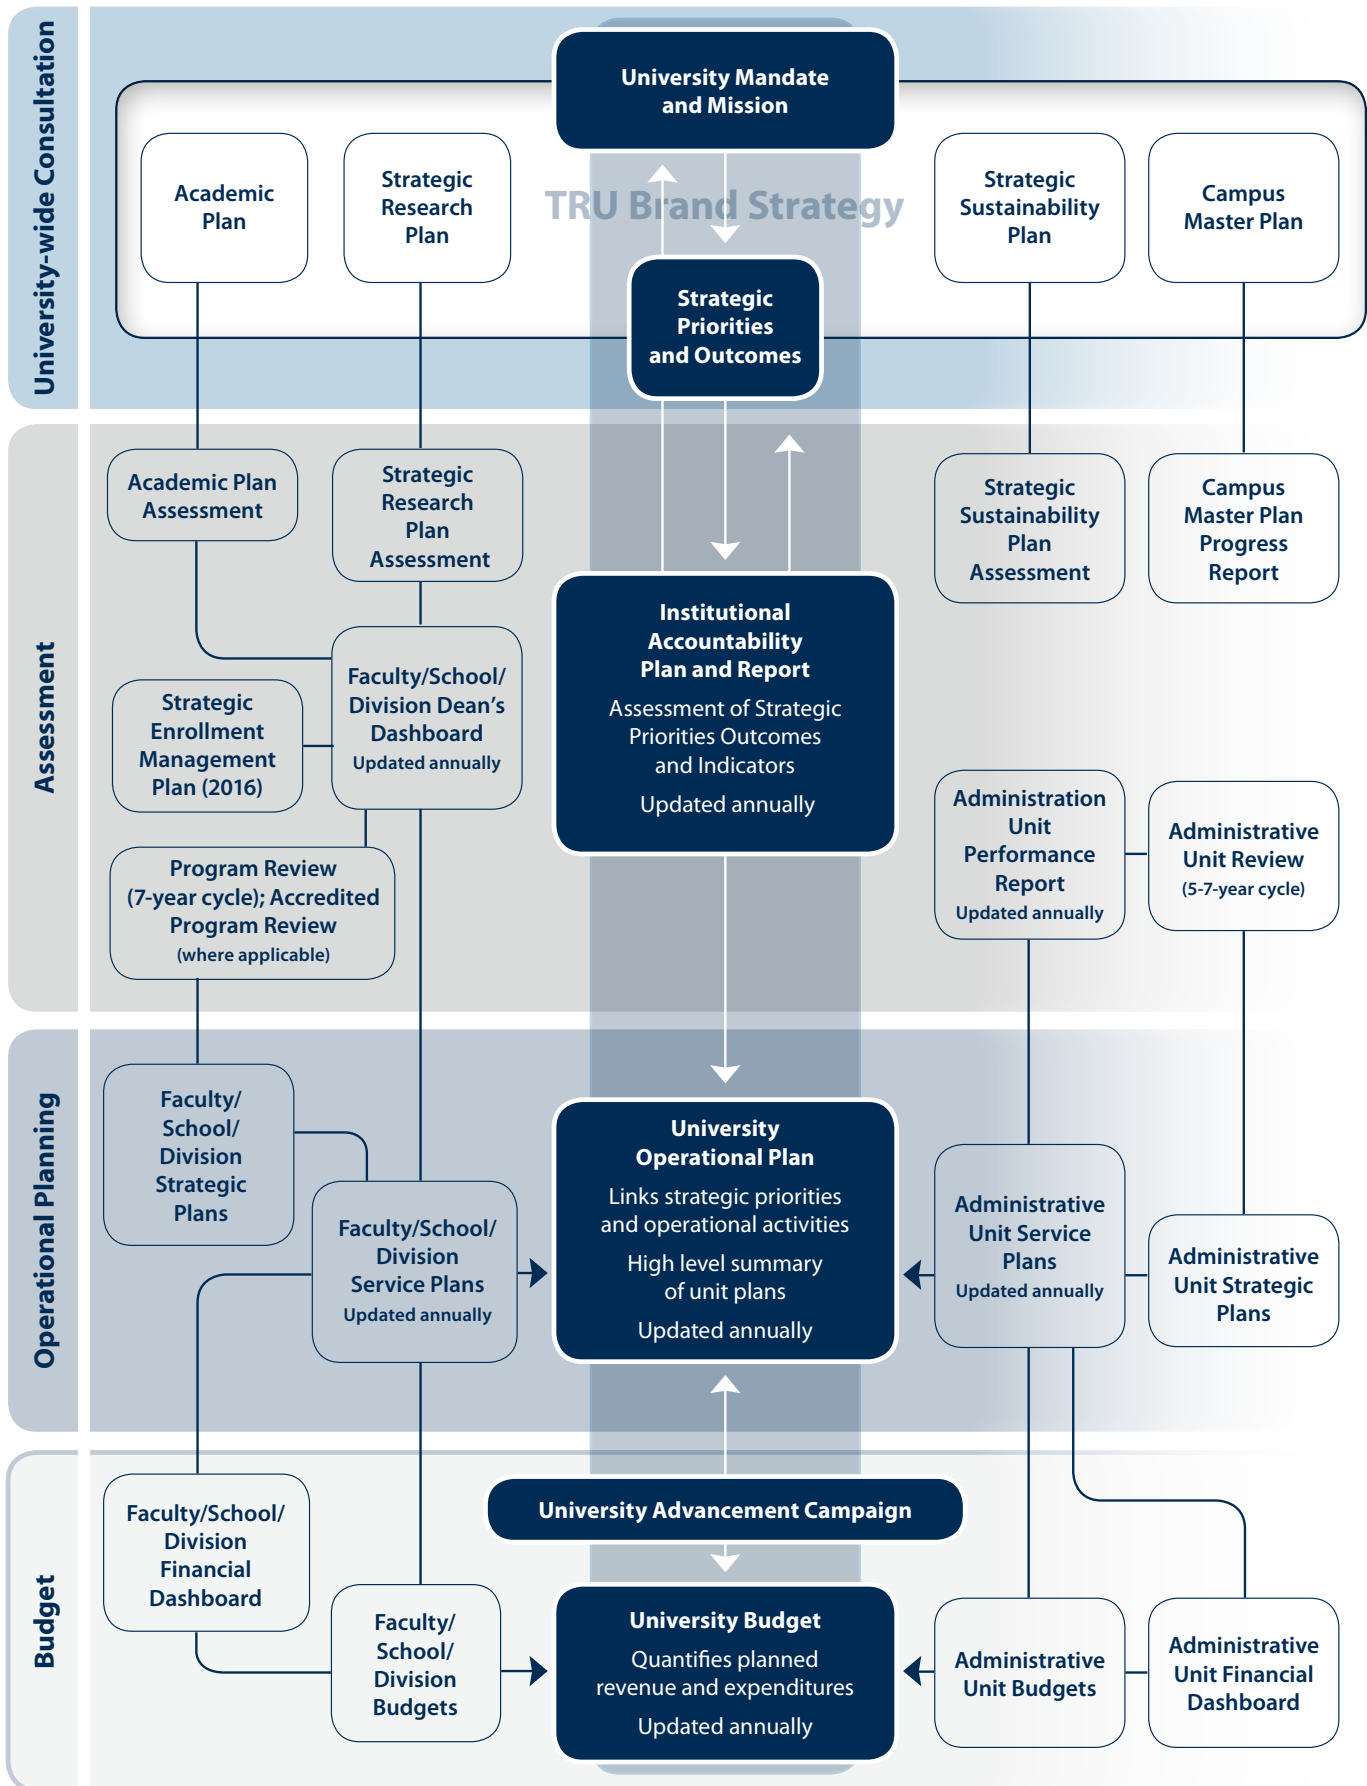 University-wide Consultation
University Mandate
and Mission
TRU Brand Strategy
Academic
Plan
Strategic
Research
Plan
Strategic
Sustainability
Plan
Campus
Master Plan
Strategic
Priorities
and Outcomes
Assessment
Academic Plan
Assessment
Strategic
Research
Plan
Assessment
Strategic
Sustainability
Plan
Assessment
Campus
Master Plan
Progress
Report
Institutional
Accountability
Plan and Report
Assessment of Strategic
Priorities Outcomes
and Indicators
Updated annually
Faculty/School/
Division Dean's
Dashboard
Updated annually
Strategic
Enrollment
Management
Plan (2016)
Program Review
(7-year cycle); Accredited
Program Review
(where applicable)
Administration
Unit
Performance
Report
Updated annually
Administrative
Unit Review
(5-7-year cycle)
Operational Planning
Faculty/
School/
Division
Strategic
Plans
Faculty/School/
Division
Service Plans
Updated annually
University
Operational Plan
Links strategic priorities
and operational activities
High level summary
of unit plans
Updated annually
Administrative
Unit Service
Plans
Updated annually
Administrative
Unit Strategic
Plans
Budget
University Advancement Campaign
Faculty/School/
Division
Financial
Dashboard
Faculty/
School/
Division
Budgets
University Budget
Quantifies planned
revenue and expenditures
Updated annually
Administrative
Unit Budgets
Administrative
Unit Financial
Dashboard